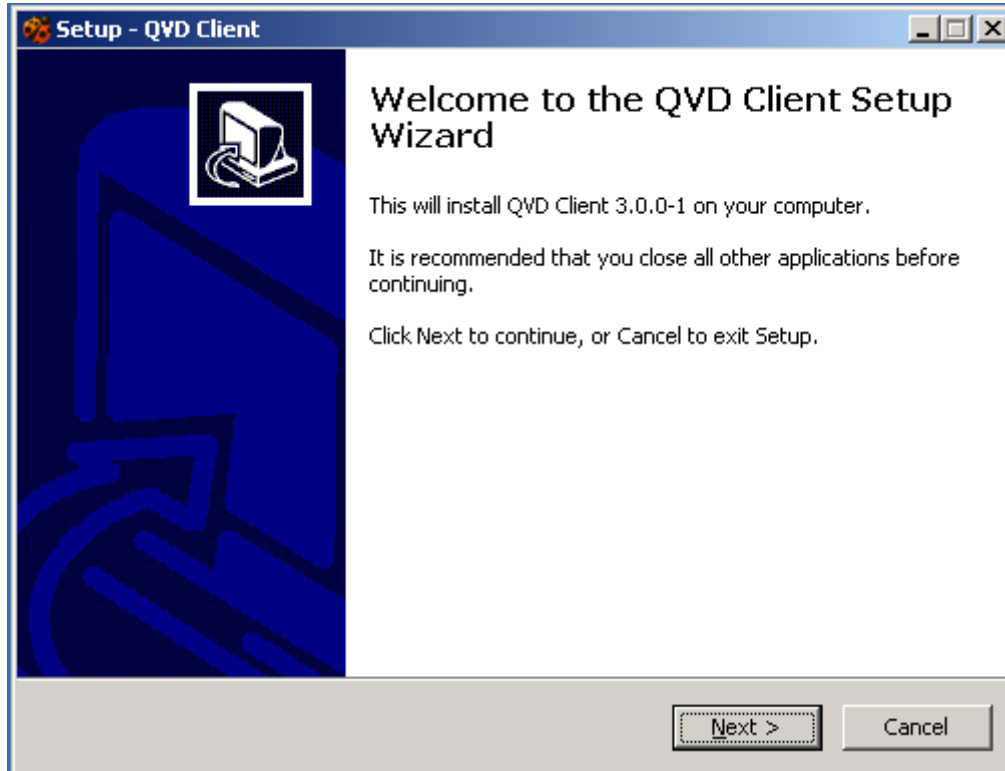 Setup - QVD Client
Welcome to the QVD Client Setup
Wizard
This will install QVD Client 3.0.0-1 on your computer.
It is recommended that you close all other applications before
continuing.
Click Next to continue, or Cancel to exit Setup.
Next >
Cancel